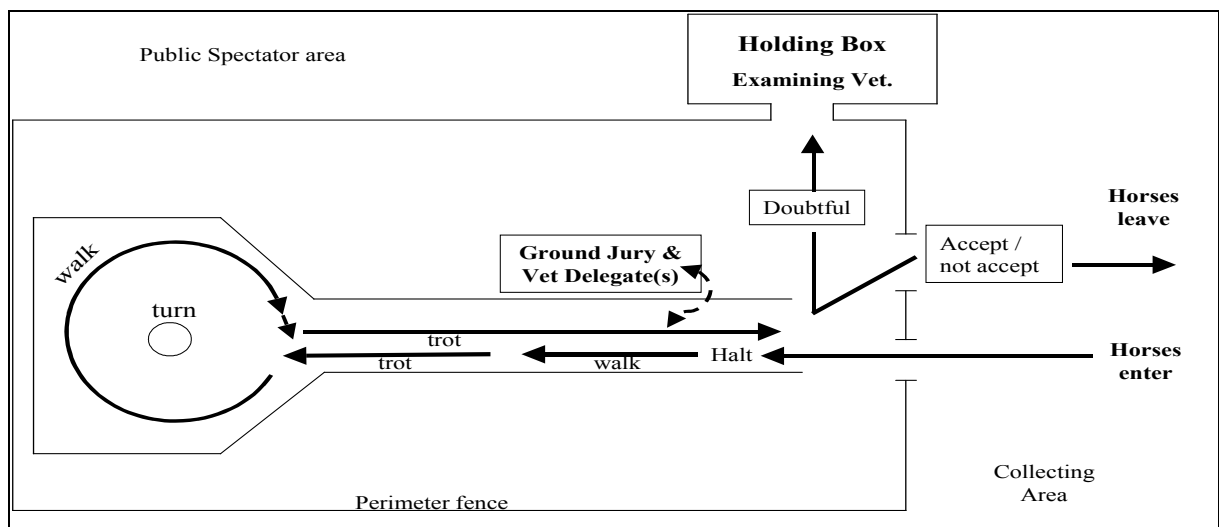 Public Spectator area
Holding Box
Examining Vet.
Doubtful
Horses
leave
Accept /
not accept
Ground Jury &
Vet Delegate(s)
walk
turn
trot
trot
walk
Halt
Horses
enter
Collecting
Area
Perimeter fence